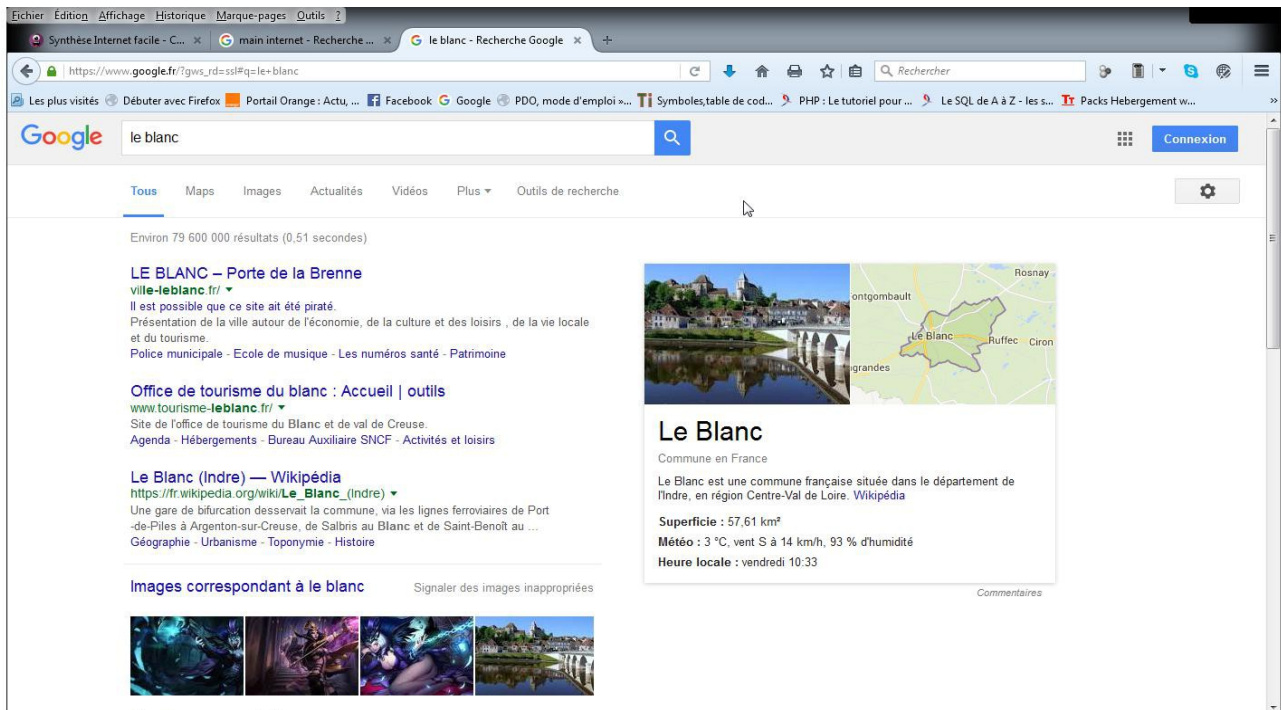 Fichier Édition Affichage Historique Marque-pages Outils ?
Synthèse Internet facile - C... × main internet - Recherche ... × le blanc - Recherche Google × +
https://www.google.fr/?gws_rd=ssl#q=le+blanc Rechercher
Les plus visités Débuter avec Firefox Portail Orange : Actu, ... Facebook Google PDO, mode d'emploi »... Symboles,table de cod... PHP : Le tutoriel pour ... Le SQL de A à Z - les s... Packs Hebergement w... »
Google le blanc Connexion
Tous Maps Images Actualités Vidéos Plus Outils de recherche
Environ 79 600 000 résultats (0,51 secondes)
LE BLANC – Porte de la Brenne
ville-leblanc.fr/
Il est possible que ce site ait été piraté.
Présentation de la ville autour de l'économie, de la culture et des loisirs , de la vie locale
et du tourisme.
Police municipale - Ecole de musique - Les numéros santé - Patrimoine
Office de tourisme du blanc : Accueil | outils
www.tourisme-leblanc.fr/
Site de l'office de tourisme du Blanc et de val de Creuse.
Agenda - Hébergements - Bureau Auxiliaire SNCF - Activités et loisirs
Le Blanc (Indre) — Wikipédia
https://fr.wikipedia.org/wiki/Le_Blanc_(Indre)
Une gare de bifurcation desservait la commune, via les lignes ferroviaires de Port
-de-Piles à Argenton-sur-Creuse, de Salbris au Blanc et de Saint-Benoît au ...
Géographie - Urbanisme - Toponymie - Histoire
Images correspondant à le blanc Signaler des images inappropriées
Rosnay
ontgombault
Le Blanc
Ruffec Ciron
grandes
Le Blanc
Commune en France
Le Blanc est une commune française située dans le département de
l'Indre, en région Centre-Val de Loire. Wikipédia
Superficie : 57,61 km²
Météo : 3 °C, vent S à 14 km/h, 93 % d'humidité
Heure locale : vendredi 10:33
Commentaires